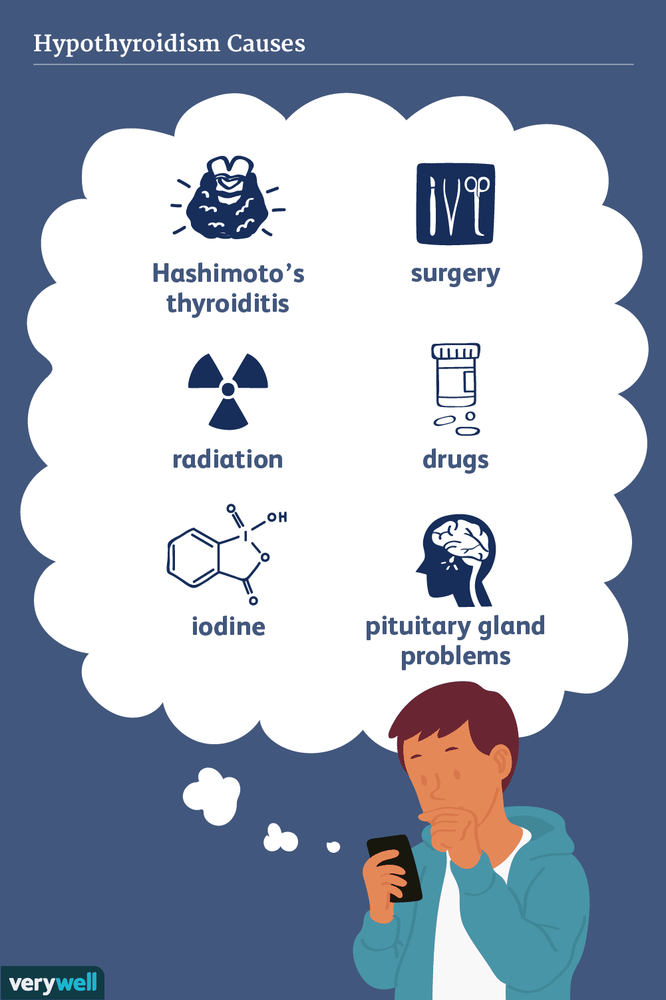 Hypothyroidism Causes
Hashimoto's
thyroiditis
surgery
radiation
drugs
O
OH
I
O
O
iodine
pituitary gland
problems
verywell